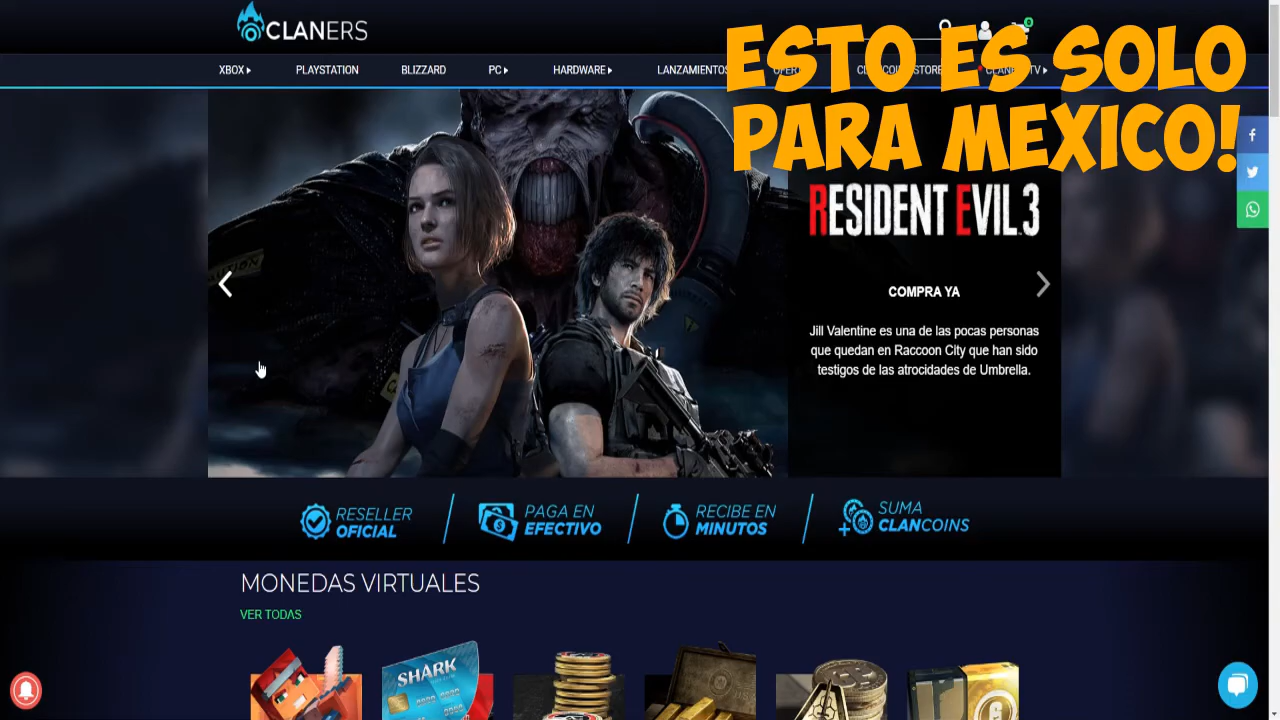 CLANERS
0
ESTO ES SOLO
PARA MEXICO!
XBOX
PLAYSTATION
BLIZZARD
PC
HARDWARE
LANZAMIENTOS
RESIDENT EVIL 3
COMPRA YA
Jill Valentine es una de las pocas personas
que quedan en Raccoon City que han sido
testigos de las atrocidades de Umbrella.
RESELLER
OFICIAL
PAGA EN
EFECTIVO
RECIBE EN
MINUTOS
SUMA
CLANCOINS
MONEDAS VIRTUALES
VER TODAS
SHARK